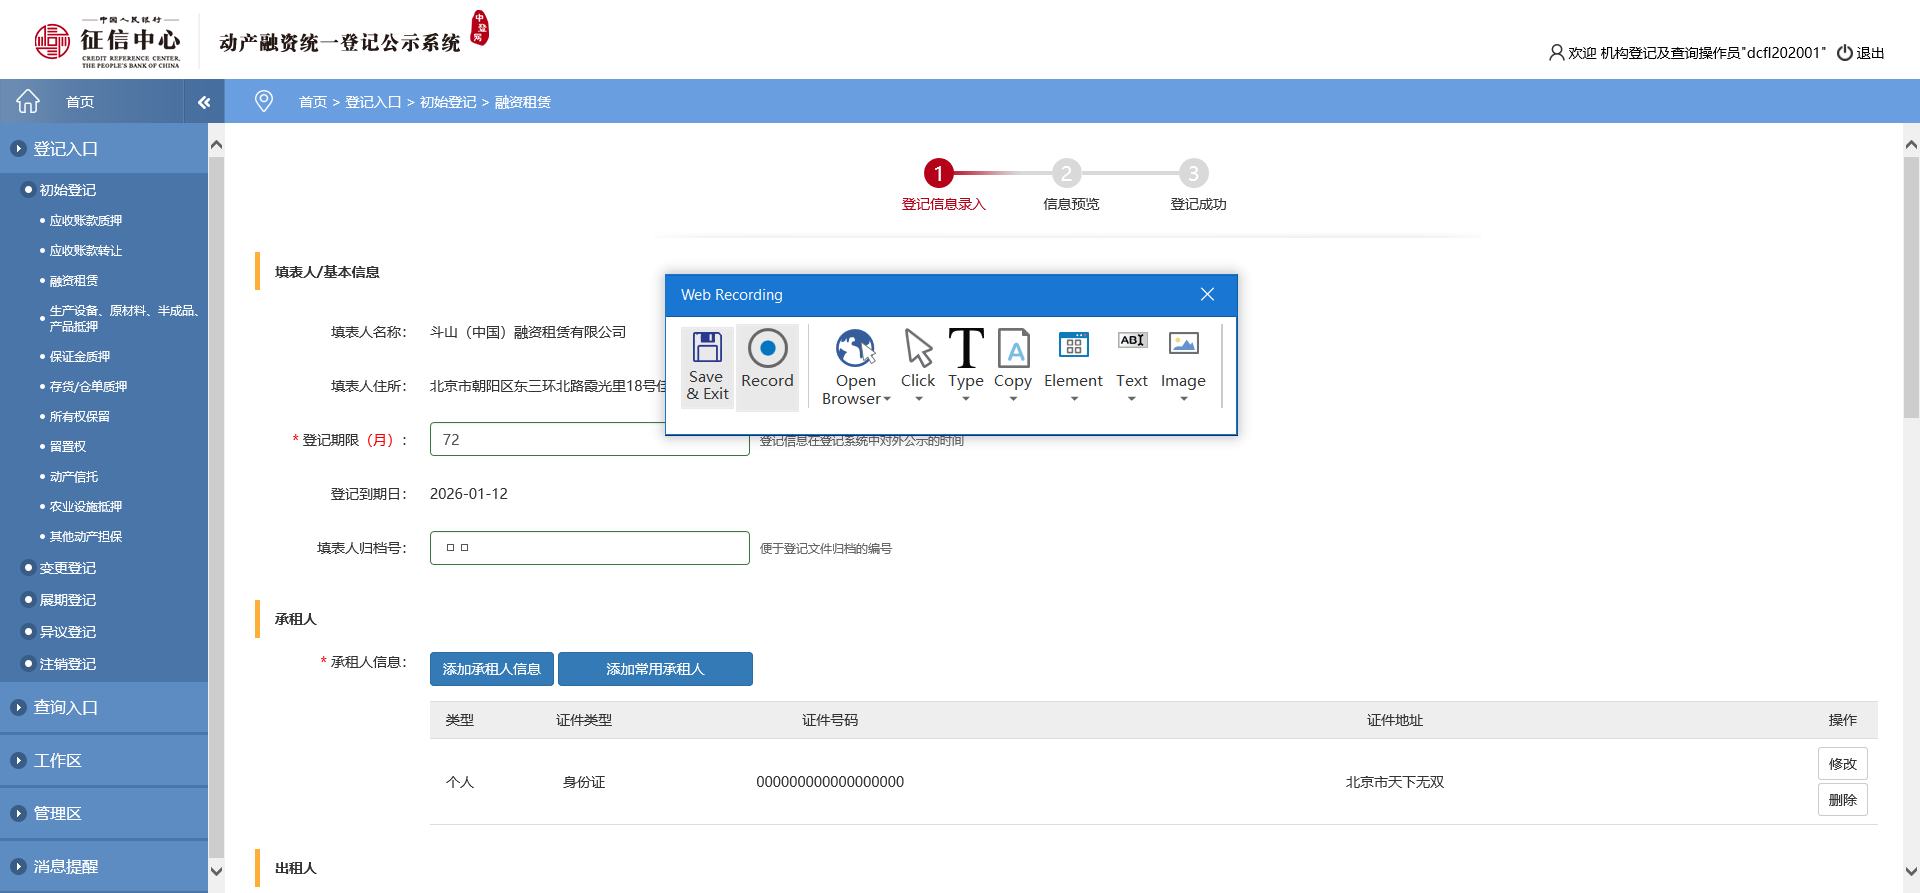 中国人民银行
征信中心
CREDIT REFERENCE CENTER,
THE PEOPLE'S BANK OF CHINA
动产融资统一登记公示系统
中登网
欢迎 机构登记及查询操作员"dcfl202001" 退出
首页
首页 > 登记入口 > 初始登记 > 融资租赁
登记入口
初始登记
应收账款质押
应收账款转让
融资租赁
生产设备、原材料、半成品、
产品抵押
保证金质押
存货/仓单质押
所有权保留
留置权
动产信托
农业设施抵押
其他动产担保
变更登记
展期登记
异议登记
注销登记
查询入口
工作区
管理区
消息提醒
1 2 3
登记信息录入 信息预览 登记成功
填表人/基本信息
填表人名称： 斗山（中国）融资租赁有限公司
填表人住所： 北京市朝阳区东三环北路霞光里18号佳
* 登记期限（月）： 72 登记信息在登记系统中对外公示的时间
登记到期日： 2026-01-12
填表人归档号： 便于登记文件归档的编号
Web Recording
Save
& Exit
Record
Open
Browser
Click
Type
Copy
Element
Text
Image
承租人
* 承租人信息： 添加承租人信息 添加常用承租人
类型 证件类型 证件号码 证件地址 操作
个人 身份证 000000000000000000 北京市天下无双 修改
删除
出租人